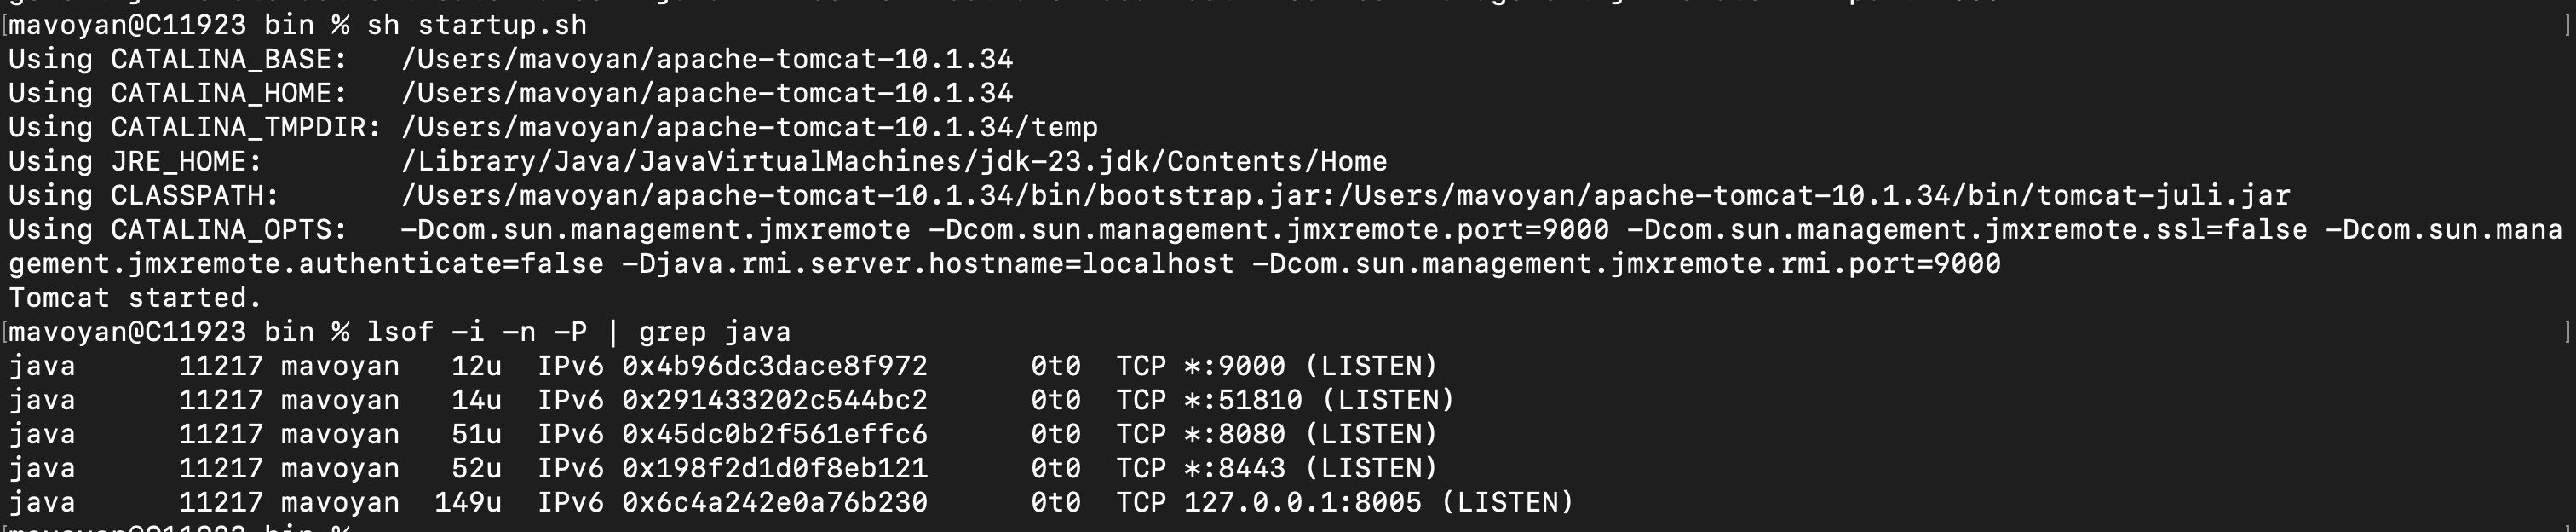 [mavoyan@C11923 bin % sh startup.sh ]
Using CATALINA_BASE:   /Users/mavoyan/apache-tomcat-10.1.34
Using CATALINA_HOME:   /Users/mavoyan/apache-tomcat-10.1.34
Using CATALINA_TMPDIR: /Users/mavoyan/apache-tomcat-10.1.34/temp
Using JRE_HOME:        /Library/Java/JavaVirtualMachines/jdk-23.jdk/Contents/Home
Using CLASSPATH:       /Users/mavoyan/apache-tomcat-10.1.34/bin/bootstrap.jar:/Users/mavoyan/apache-tomcat-10.1.34/bin/tomcat-juli.jar
Using CATALINA_OPTS:   -Dcom.sun.management.jmxremote -Dcom.sun.management.jmxremote.port=9000 -Dcom.sun.management.jmxremote.ssl=false -Dcom.sun.mana
gement.jmxremote.authenticate=false -Djava.rmi.server.hostname=localhost -Dcom.sun.management.jmxremote.rmi.port=9000
Tomcat started.
[mavoyan@C11923 bin % lsof -i -n -P | grep java ]
java      11217 mavoyan   12u  IPv6 0x4b96dc3dace8f972      0t0  TCP *:9000 (LISTEN)
java      11217 mavoyan   14u  IPv6 0x291433202c544bc2      0t0  TCP *:51810 (LISTEN)
java      11217 mavoyan   51u  IPv6 0x45dc0b2f561effc6      0t0  TCP *:8080 (LISTEN)
java      11217 mavoyan   52u  IPv6 0x198f2d1d0f8eb121      0t0  TCP *:8443 (LISTEN)
java      11217 mavoyan  149u  IPv6 0x6c4a242e0a76b230      0t0  TCP 127.0.0.1:8005 (LISTEN)